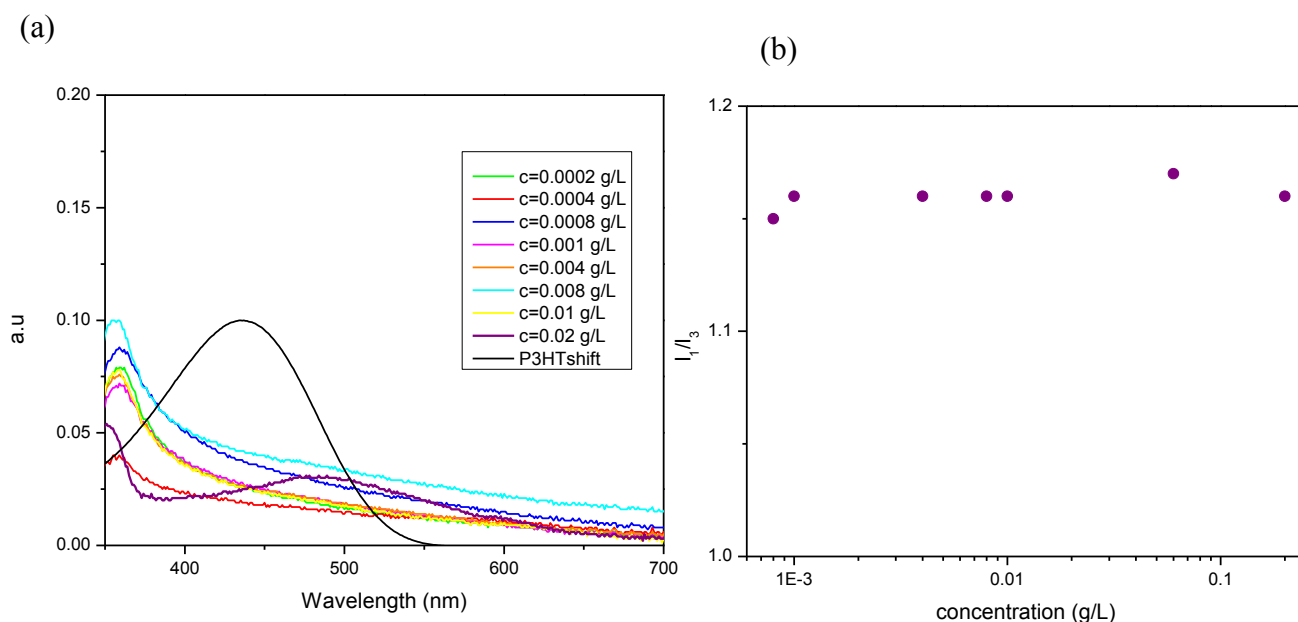 (a)
0.20
0.15
0.10
0.05
0.00
a.u
400
500
600
700
Wavelength (nm)
c=0.0002 g/L
c=0.0004 g/L
c=0.0008 g/L
c=0.001 g/L
c=0.004 g/L
c=0.008 g/L
c=0.01 g/L
c=0.02 g/L
P3HTshift
(b)
1.2
1.1
1.0
I₁/I₃
1E-3
0.01
0.1
concentration (g/L)